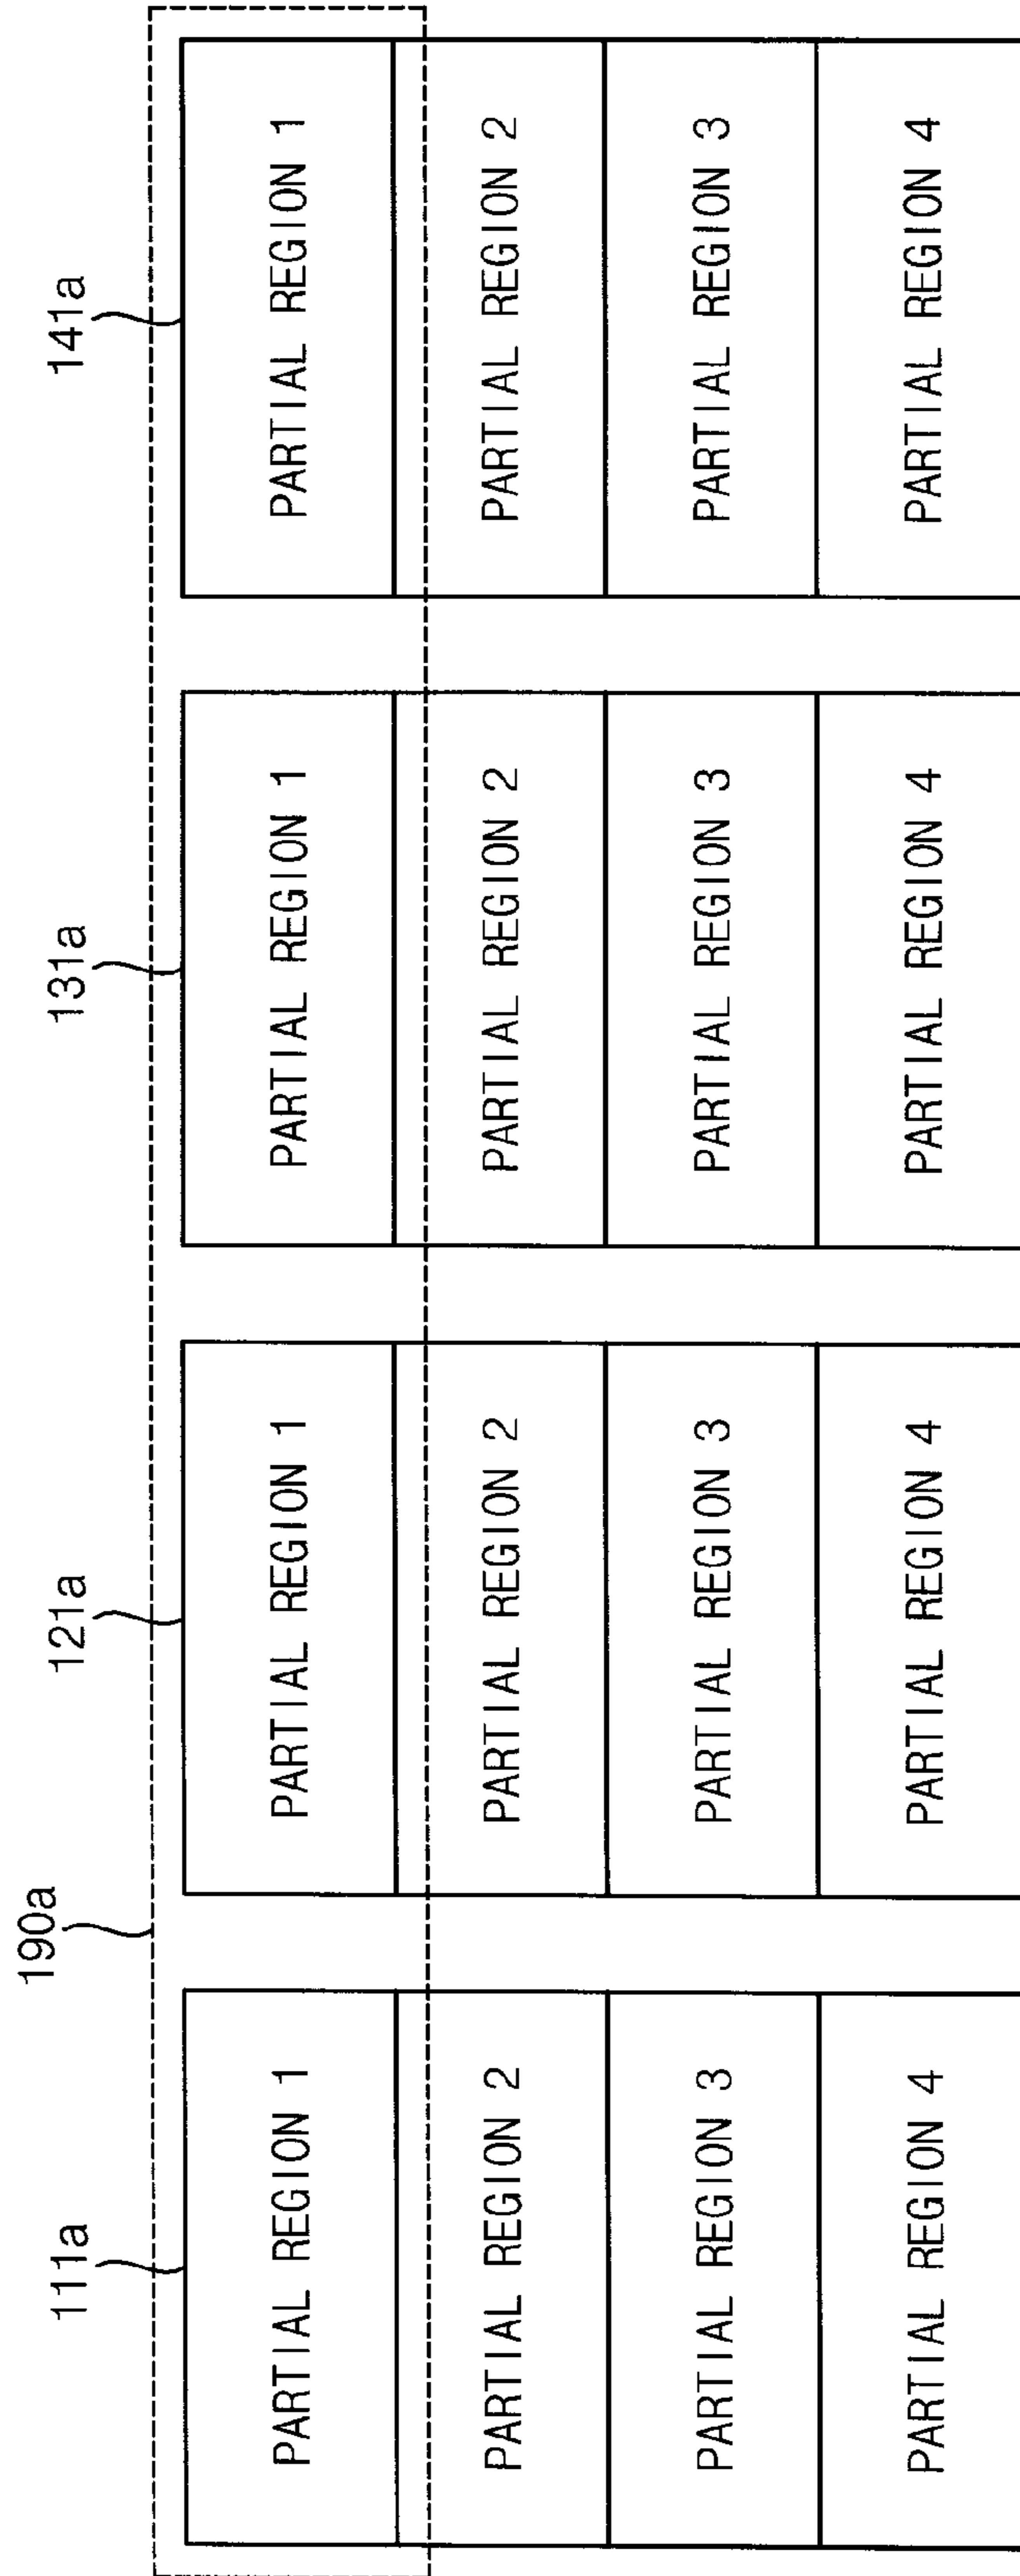 190a
111a
121a
131a
141a
PARTIAL REGION 1
PARTIAL REGION 1
PARTIAL REGION 1
PARTIAL REGION 1
PARTIAL REGION 2
PARTIAL REGION 2
PARTIAL REGION 2
PARTIAL REGION 2
PARTIAL REGION 3
PARTIAL REGION 3
PARTIAL REGION 3
PARTIAL REGION 3
PARTIAL REGION 4
PARTIAL REGION 4
PARTIAL REGION 4
PARTIAL REGION 4